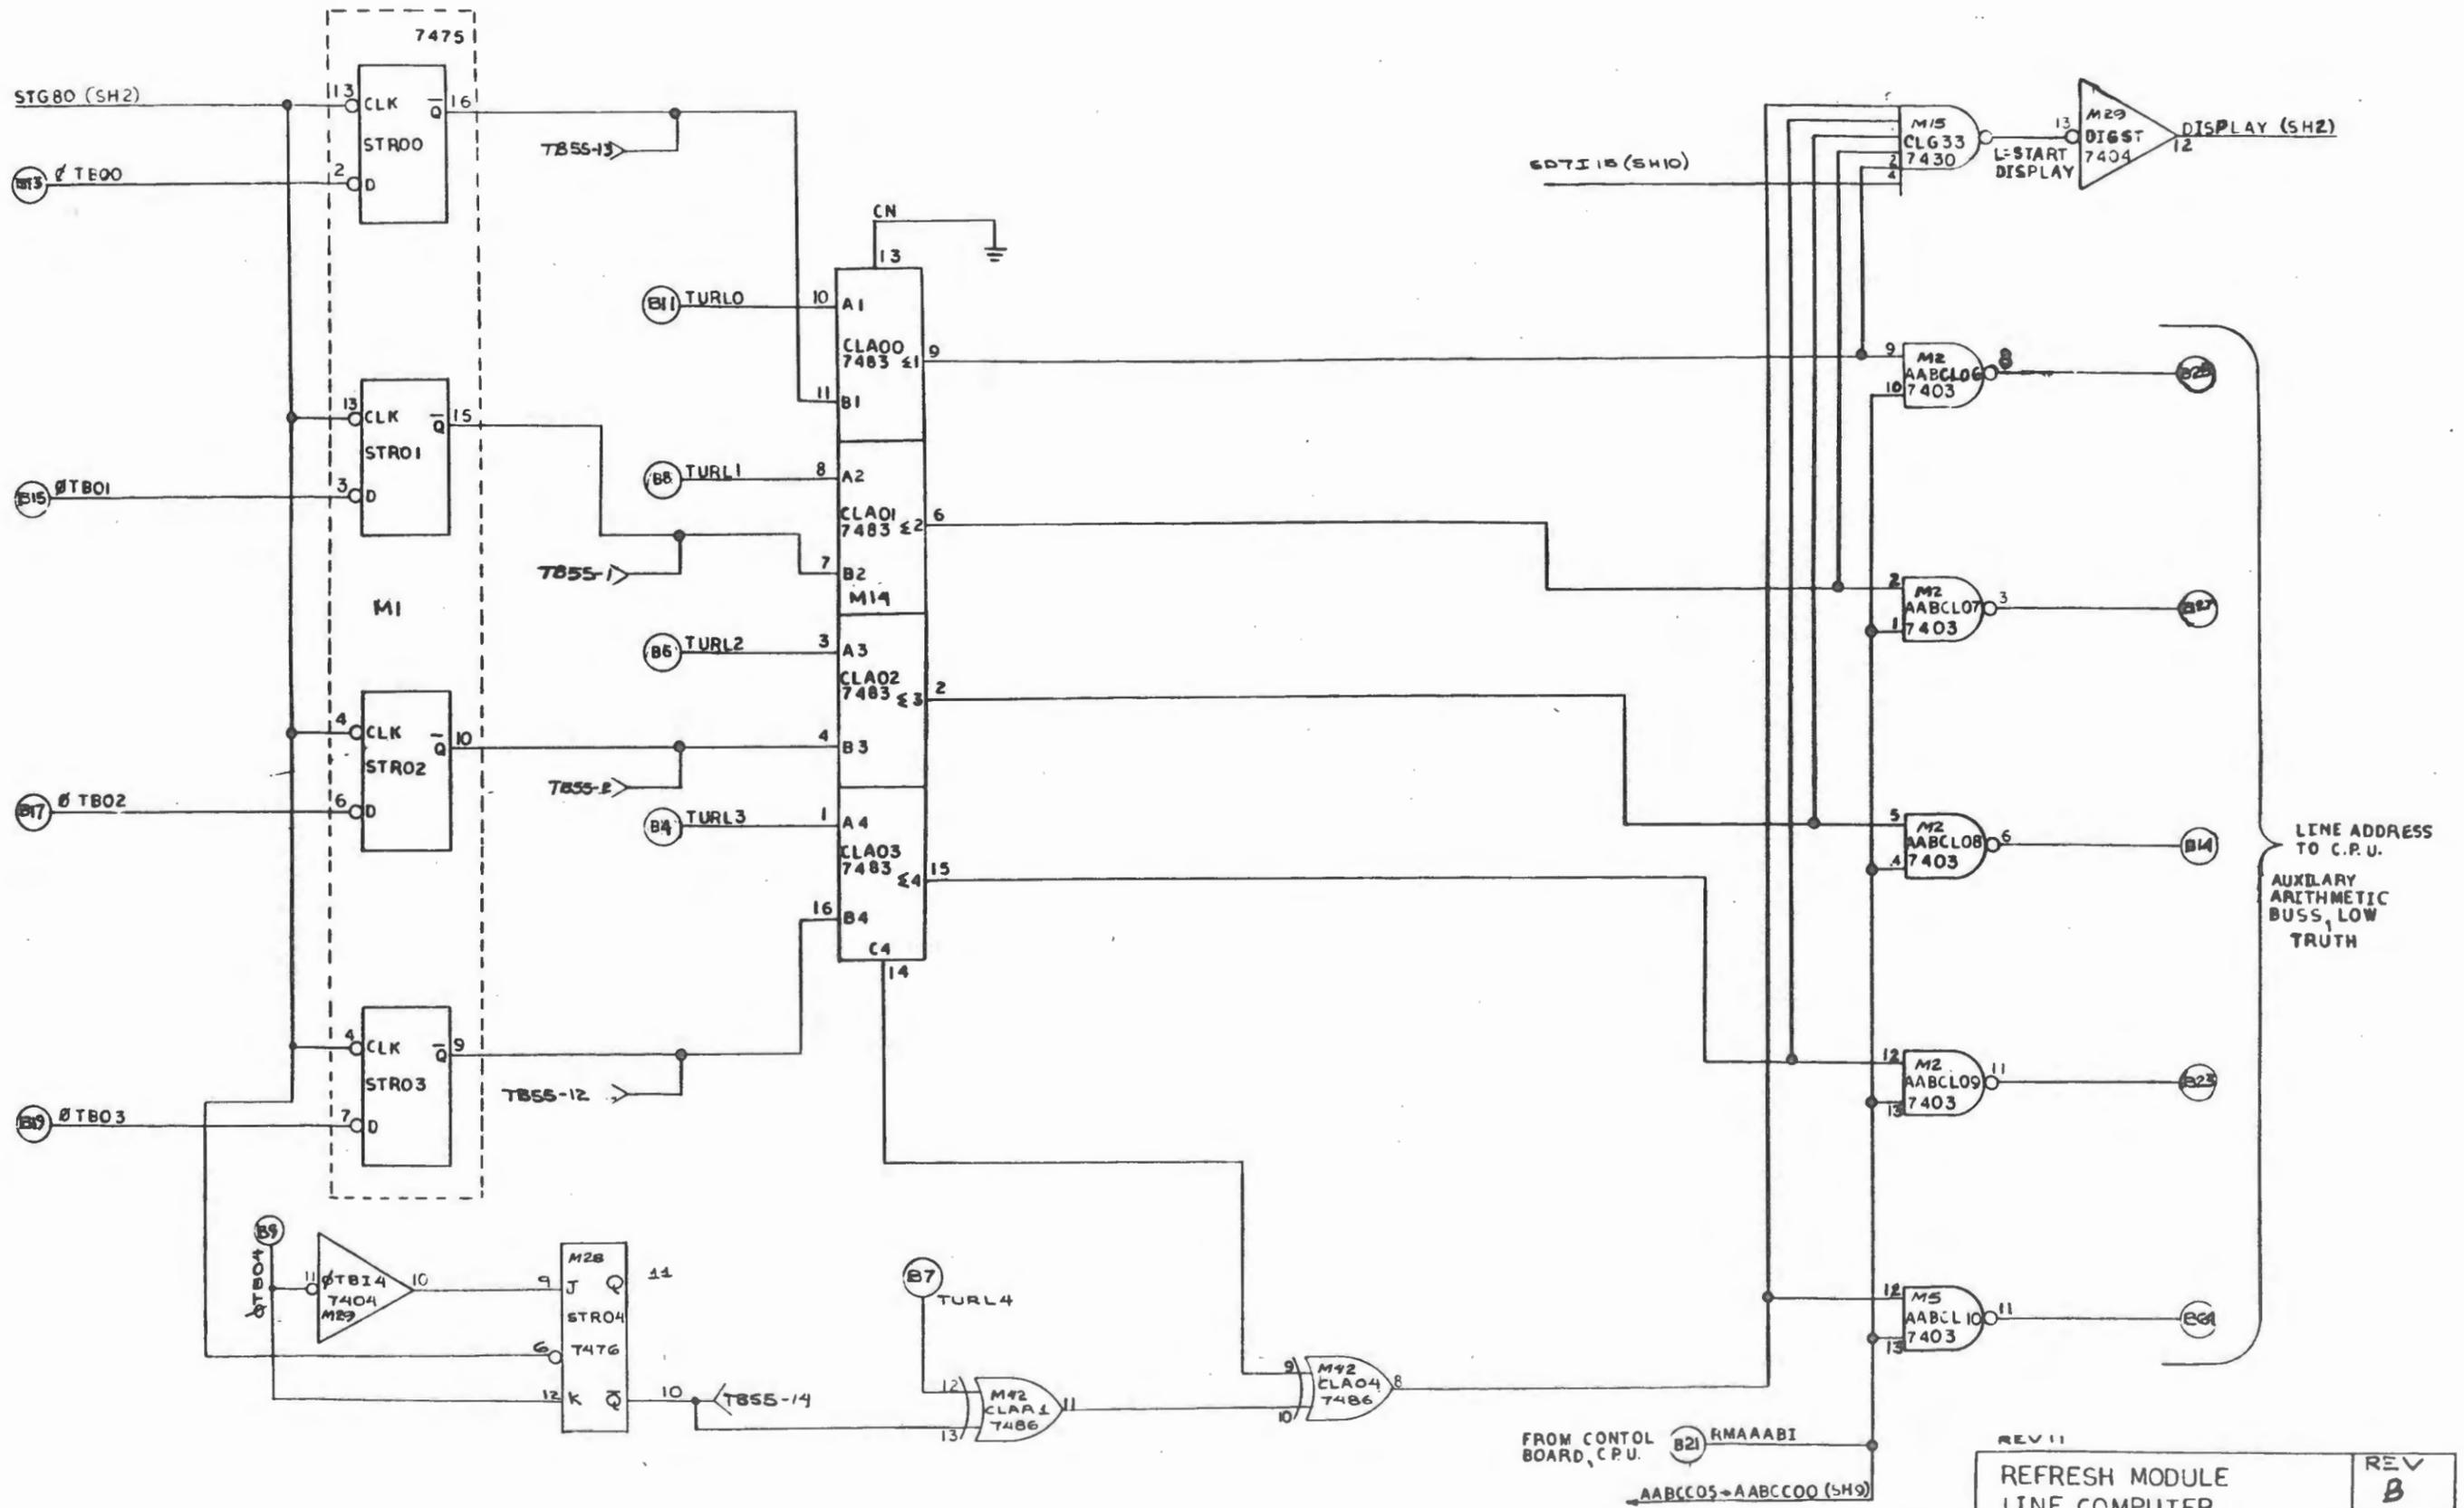 7475
STG80 (SH2)
13
CLK
Q
16
STR00
B13
ØTB00
2
D
TB55-13
13
CLK
Q
15
STR01
B15
ØTB01
3
D
TB55-1
M1
4
CLK
Q
10
STR02
B17
ØTB02
6
D
TB55-2
4
CLK
Q
9
STR03
B19
ØTB03
7
D
TB55-12
CN
13
B11
TURL0
10
A1
CLA00
7483
Σ1
9
11
B1
B8
TURL1
8
A2
CLA01
7483
Σ2
6
7
B2
M14
B6
TURL2
3
A3
CLA02
7483
Σ3
2
4
B3
B4
TURL3
1
A4
CLA03
7483
Σ4
15
16
B4
C4
14
B9
ØTB04
11
ØTBI4
10
7404
M29
M28
9
J
Q
11
STR04
6
7476
12
K
Q
10
TB55-14
B7
TURL4
12
M42
CLAR1
7486
13
11
9
M42
CLA04
7486
10
8
M15
CLG33
7430
2
4
L=START
DISPLAY
13
M29
DIGST
7404
12
DISPLAY (SH2)
9
M2
AABCL06
7403
10
8
2
M2
AABCL07
7403
1
3
B27
5
M2
AABCL08
7403
4
6
B14
12
M2
AABCL09
7403
13
11
B23
12
M5
AABCL10
7403
13
11
LINE ADDRESS
TO C.P.U.
AUXILARY
ARITHMETIC
BUSS, LOW
TRUTH
FROM CONTOL
BOARD, C.P.U.
B21
RMAAABI
AABCC05→AABCC00 (SH9)
REV 11
REFRESH MODULE
LINE COMPUTER
REV
B